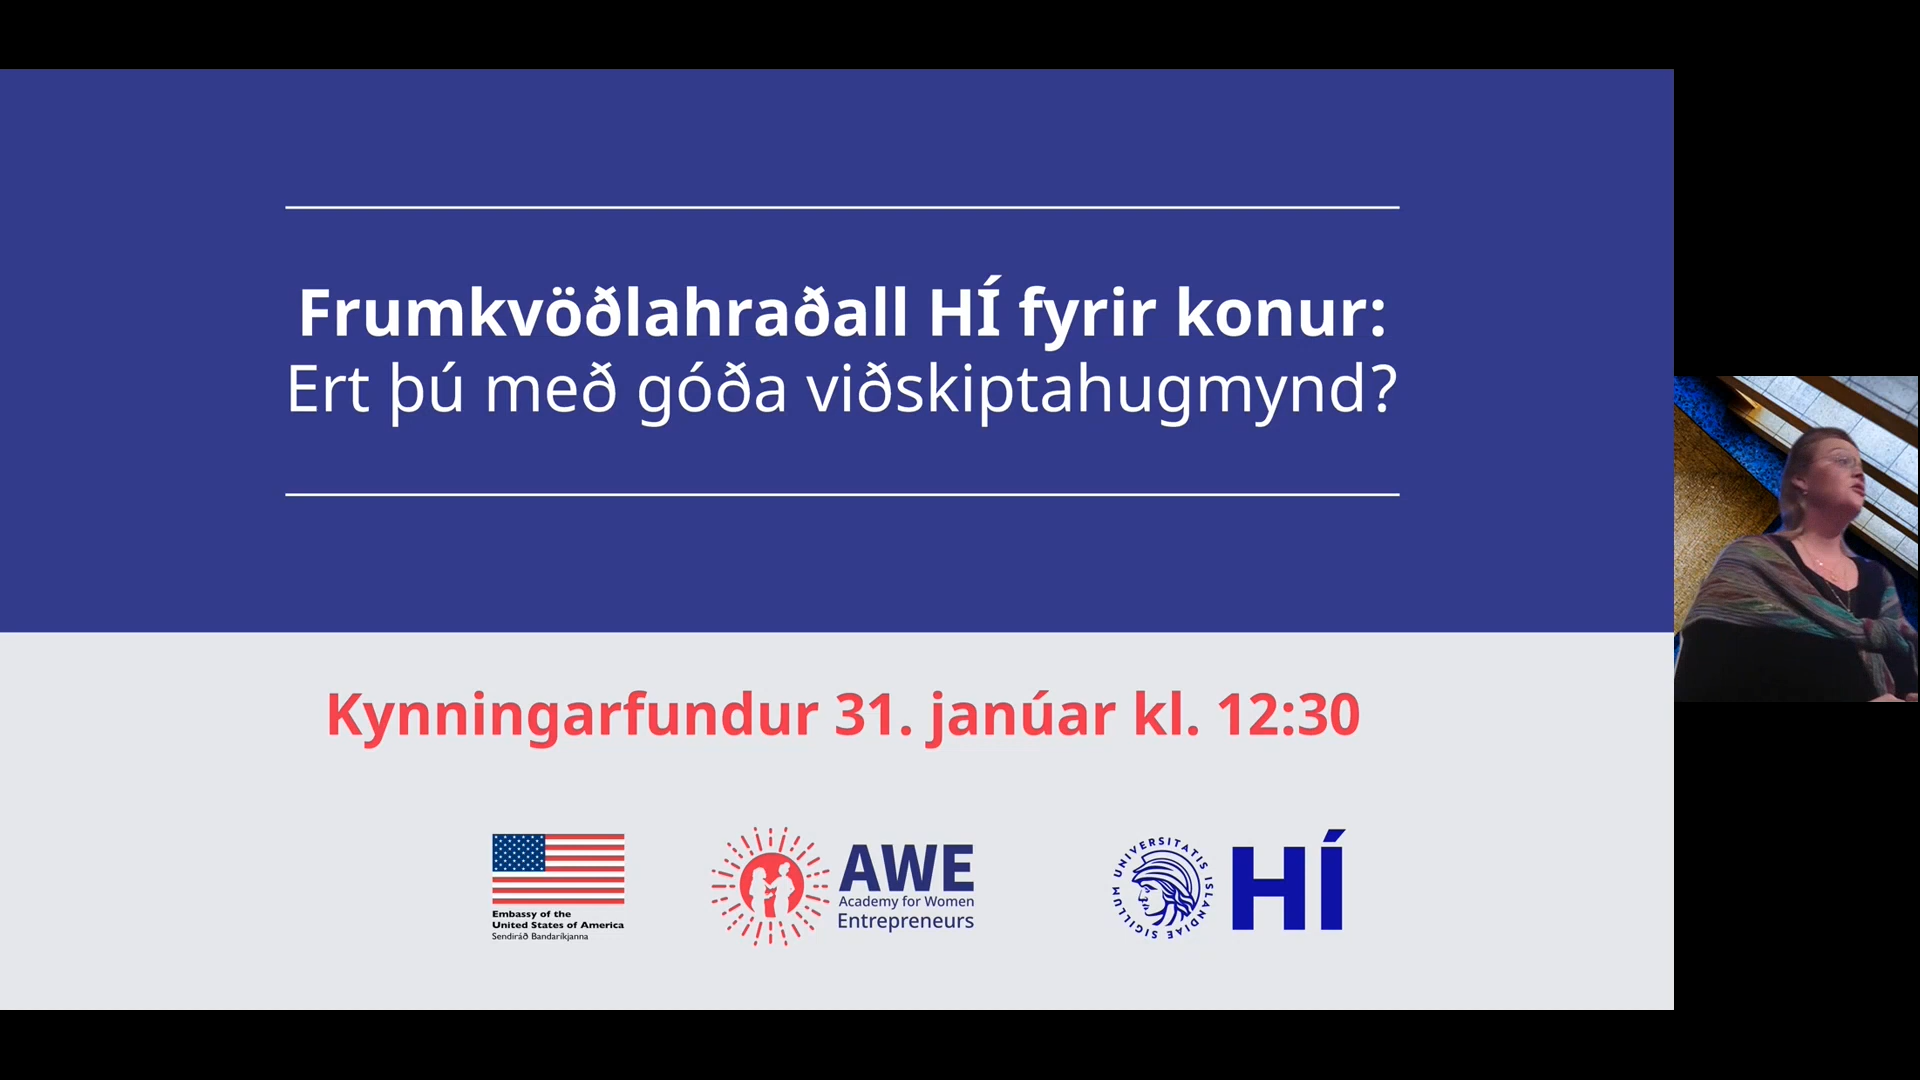 Frumkvöðlahraðall HÍ fyrir konur:
Ert þú með góða viðskiptahugmynd?
Kynningarfundur 31. janúar kl. 12:30
Embassy of the
United States of America
Sendiráð Bandaríkjanna
AWE
Academy for Women
Entrepreneurs
UNIVERSITATIS ISLANDIAE SIGILLUM
HÍ